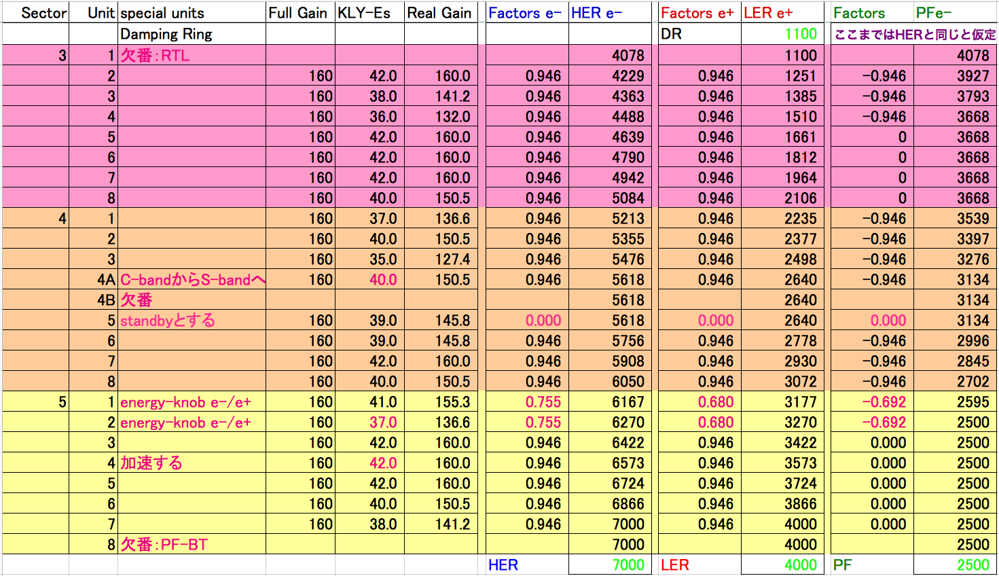 Sector Unit special units Full Gain KLY-Es Real Gain Factors e- HER e- Factors e+ LER e+ Factors PFe-
Damping Ring DR 1100 ここまではHERと同じと仮定
3 1 欠番:RTL 4078 1100 4078
2 160 42.0 160.0 0.946 4229 0.946 1251 -0.946 3927
3 160 38.0 141.2 0.946 4363 0.946 1385 -0.946 3793
4 160 36.0 132.0 0.946 4488 0.946 1510 -0.946 3668
5 160 42.0 160.0 0.946 4639 0.946 1661 0 3668
6 160 42.0 160.0 0.946 4790 0.946 1812 0 3668
7 160 42.0 160.0 0.946 4942 0.946 1964 0 3668
8 160 40.0 150.5 0.946 5084 0.946 2106 0 3668
4 1 160 37.0 136.6 0.946 5213 0.946 2235 -0.946 3539
2 160 40.0 150.5 0.946 5355 0.946 2377 -0.946 3397
3 160 35.0 127.4 0.946 5476 0.946 2498 -0.946 3276
4A C-bandからS-bandへ 160 40.0 150.5 0.946 5618 0.946 2640 -0.946 3134
4B 欠番 5618 2640 3134
5 standbyとする 160 39.0 145.8 0.000 5618 0.000 2640 0.000 3134
6 160 39.0 145.8 0.946 5756 0.946 2778 -0.946 2996
7 160 42.0 160.0 0.946 5908 0.946 2930 -0.946 2845
8 160 40.0 150.5 0.946 6050 0.946 3072 -0.946 2702
5 1 energy-knob e-/e+ 160 41.0 155.3 0.755 6167 0.680 3177 -0.692 2595
2 energy-knob e-/e+ 160 37.0 136.6 0.755 6270 0.680 3270 -0.692 2500
3 160 42.0 160.0 0.946 6422 0.946 3422 0.000 2500
4 加速する 160 42.0 160.0 0.946 6573 0.946 3573 0.000 2500
5 160 42.0 160.0 0.946 6724 0.946 3724 0.000 2500
6 160 40.0 150.5 0.946 6866 0.946 3866 0.000 2500
7 160 38.0 141.2 0.946 7000 0.946 4000 0.000 2500
8 欠番:PF-BT 7000 4000 2500
HER 7000 LER 4000 PF 2500